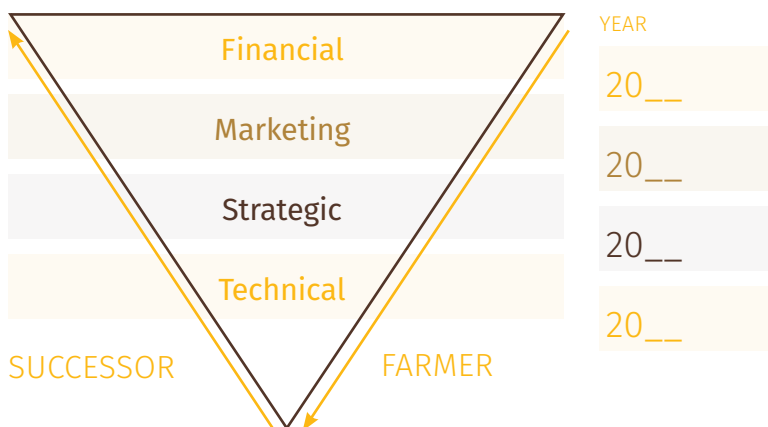 YEAR
Financial
20__
Marketing
20__
Strategic
20__
Technical
20__
SUCCESSOR
FARMER